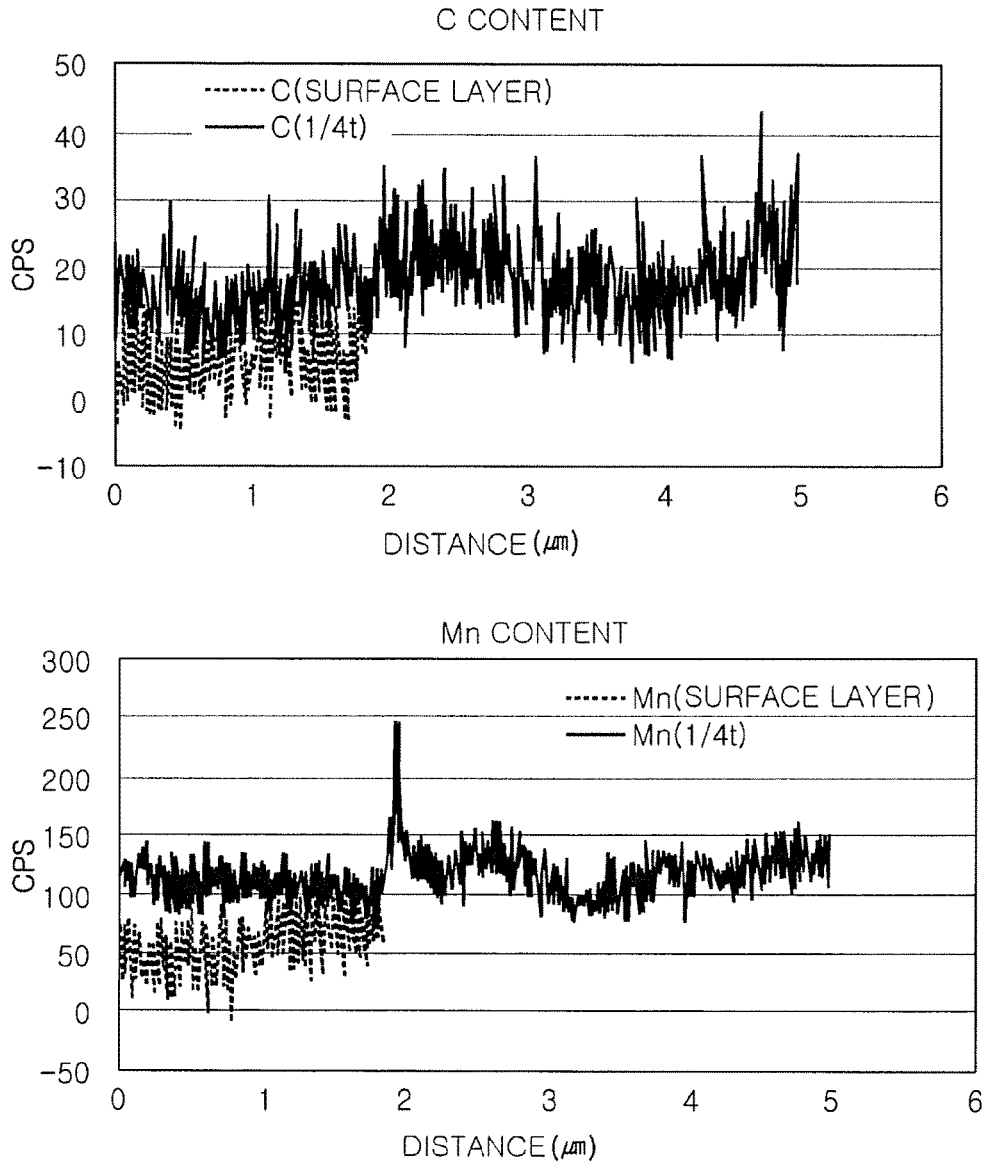 C CONTENT
50
40
30
20
10
0
-10
CPS
C(SURFACE LAYER)
C(1/4t)
0 1 2 3 4 5 6
DISTANCE(㎛)
Mn CONTENT
300
250
200
150
100
50
0
-50
CPS
Mn(SURFACE LAYER)
Mn(1/4t)
0 1 2 3 4 5 6
DISTANCE(㎛)